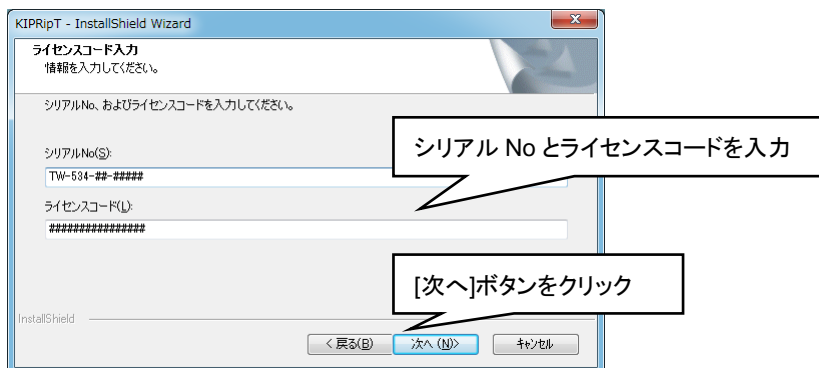 KIPRipT - InstallShield Wizard
ライセンスコード入力
情報を入力してください。
シリアルNo、およびライセンスコードを入力してください。
シリアル No とライセンスコードを入力
シリアルNo(S):
TW-534-##-#####
ライセンスコード(L):
################
[次へ]ボタンをクリック
InstallShield
< 戻る(B)
次へ (N)>
キャンセル